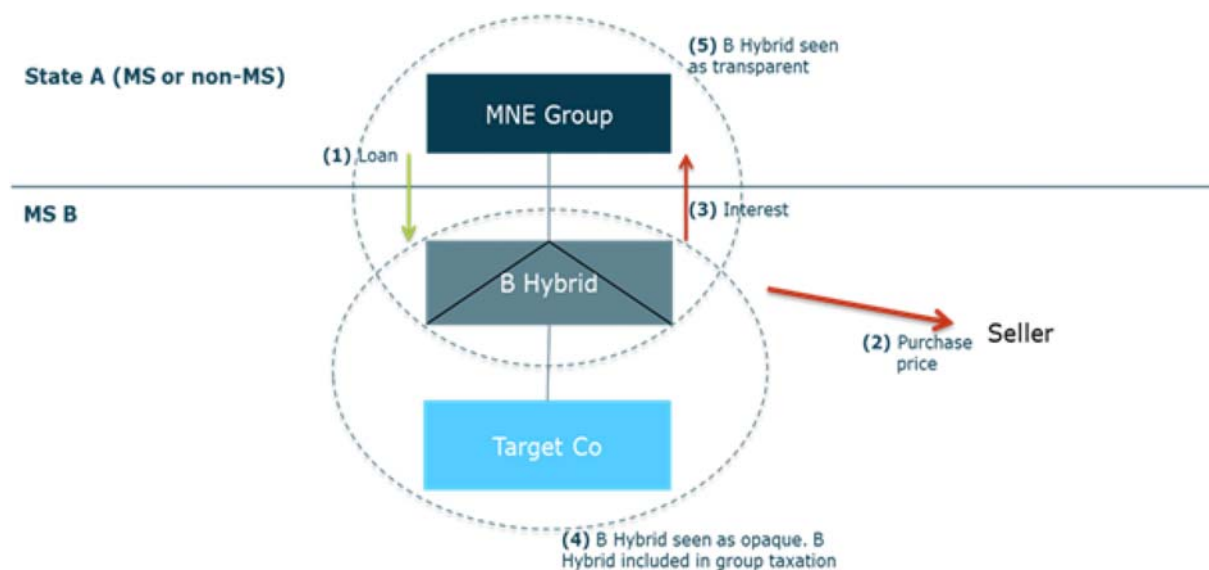 (5) B Hybrid seen
as transparent
State A (MS or non-MS)
MNE Group
(1) Loan
MS B
(3) Interest
B Hybrid
Seller
(2) Purchase
price
Target Co
(4) B Hybrid seen as opaque. B
Hybrid included in group taxation